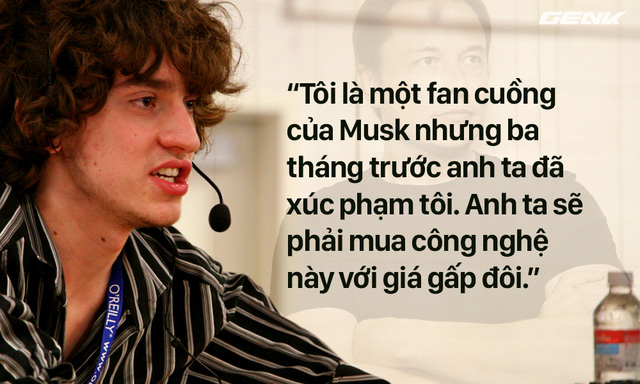 GENK
“Tôi là một fan cuồng
của Musk nhưng ba
tháng trước anh ta đã
xúc phạm tôi. Anh ta sẽ
phải mua công nghệ
này với giá gấp đôi.”
O'REILLY